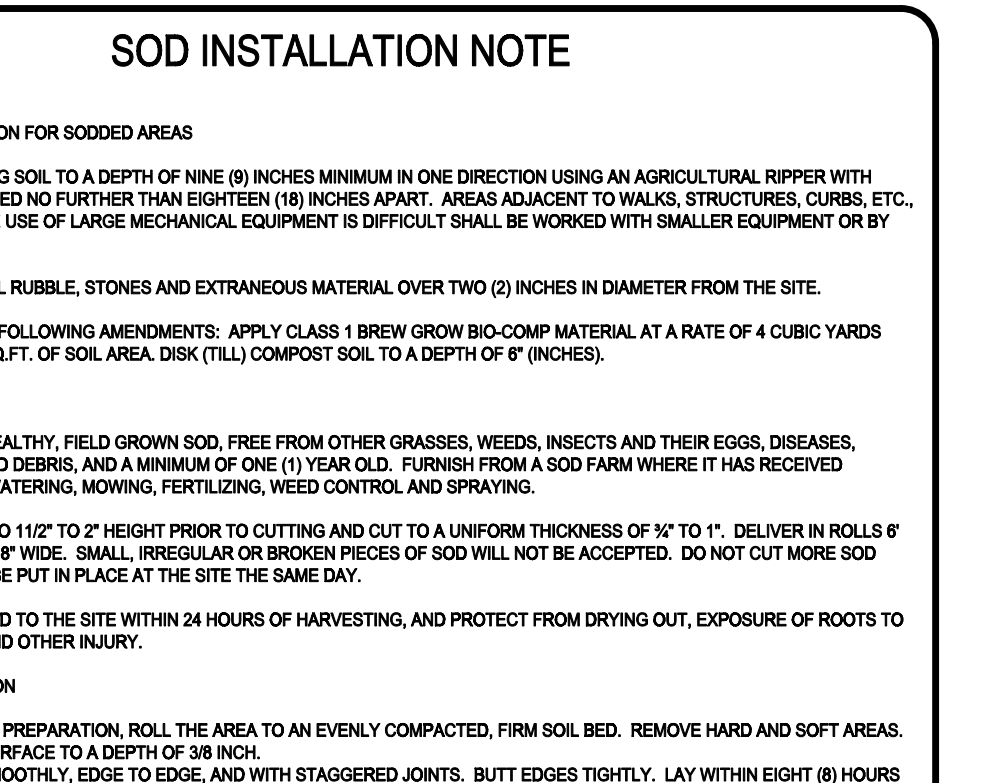 SOD INSTALLATION NOTE
FOR SODDED AREAS
SOIL TO A DEPTH OF NINE (9) INCHES MINIMUM IN ONE DIRECTION USING AN AGRICULTURAL RIPPER WITH
NO FURTHER THAN EIGHTEEN (18) INCHES APART. AREAS ADJACENT TO WALKS, STRUCTURES, CURBS, ETC.,
USE OF LARGE MECHANICAL EQUIPMENT IS DIFFICULT SHALL BE WORKED WITH SMALLER EQUIPMENT OR BY
RUBBLE, STONES AND EXTRANEOUS MATERIAL OVER TWO (2) INCHES IN DIAMETER FROM THE SITE.
FOLLOWING AMENDMENTS: APPLY CLASS 1 BREW GROW BIO-COMP MATERIAL AT A RATE OF 4 CUBIC YARDS
Q.FT. OF SOIL AREA. DISK (TILL) COMPOST SOIL TO A DEPTH OF 6" (INCHES).
EALTHY, FIELD GROWN SOD, FREE FROM OTHER GRASSES, WEEDS, INSECTS AND THEIR EGGS, DISEASES,
D DEBRIS, AND A MINIMUM OF ONE (1) YEAR OLD. FURNISH FROM A SOD FARM WHERE IT HAS RECEIVED
ATERING, MOWING, FERTILIZING, WEED CONTROL AND SPRAYING.
O 11/2" TO 2" HEIGHT PRIOR TO CUTTING AND CUT TO A UNIFORM THICKNESS OF ¾" TO 1". DELIVER IN ROLLS 6'
8" WIDE. SMALL, IRREGULAR OR BROKEN PIECES OF SOD WILL NOT BE ACCEPTED. DO NOT CUT MORE SOD
BE PUT IN PLACE AT THE SITE THE SAME DAY.
D TO THE SITE WITHIN 24 HOURS OF HARVESTING, AND PROTECT FROM DRYING OUT, EXPOSURE OF ROOTS TO
ND OTHER INJURY.
ON
PREPARATION, ROLL THE AREA TO AN EVENLY COMPACTED, FIRM SOIL BED. REMOVE HARD AND SOFT AREAS.
RFACE TO A DEPTH OF 3/8 INCH.
MOOTHLY, EDGE TO EDGE, AND WITH STAGGERED JOINTS. BUTT EDGES TIGHTLY. LAY WITHIN EIGHT (8) HOURS